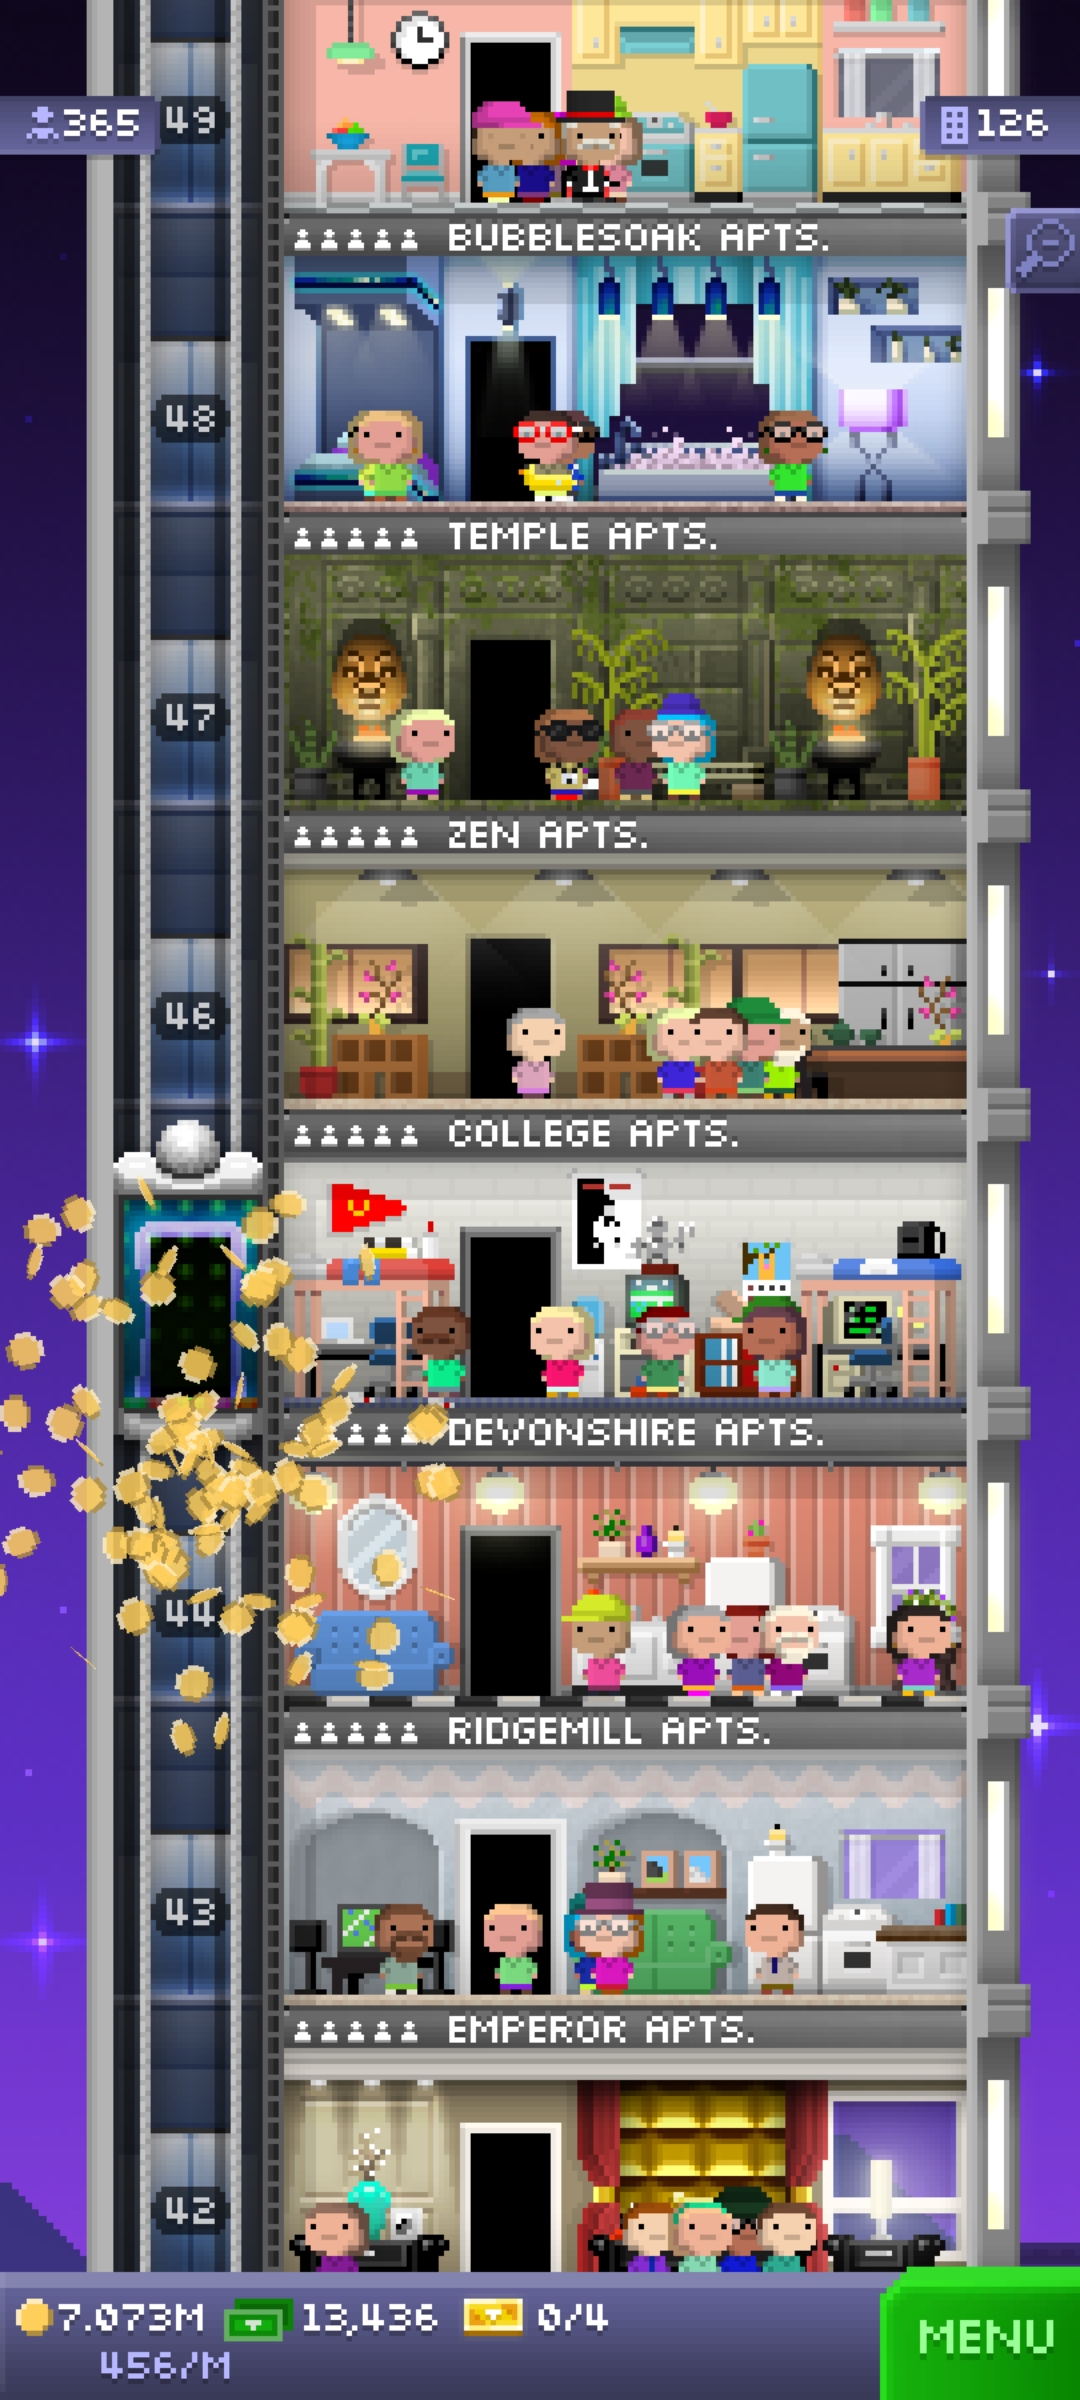 365
49
126
BUBBLESOAK APTS.
48
TEMPLE APTS.
47
ZEN APTS.
46
COLLEGE APTS.
DEVONSHIRE APTS.
44
RIDGEMILL APTS.
43
EMPEROR APTS.
42
7.073M
13,436
0/4
MENU
456/M